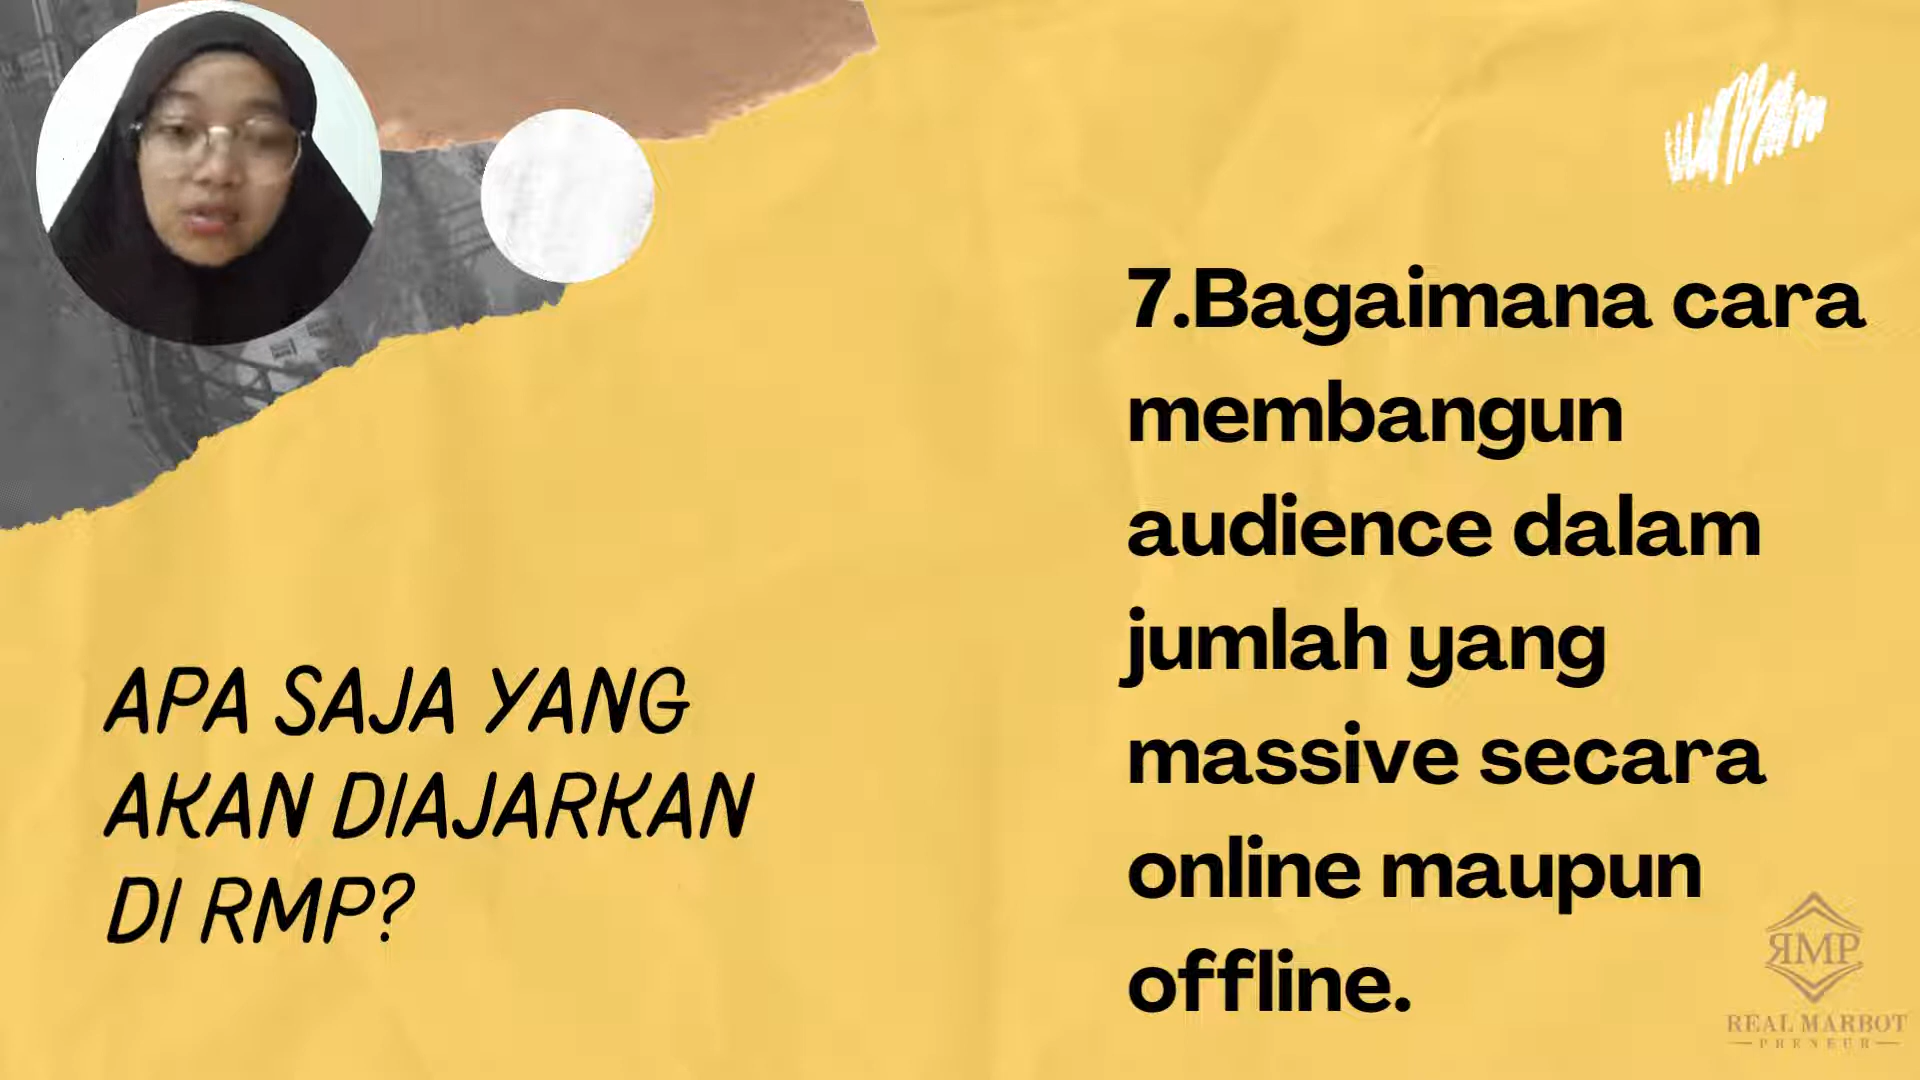 APA SAJA YANG
AKAN DIAJARKAN
DI RMP?
7.Bagaimana cara
membangun
audience dalam
jumlah yang
massive secara
online maupun
offline.
RMP
REAL MARBOT
PRENEUR